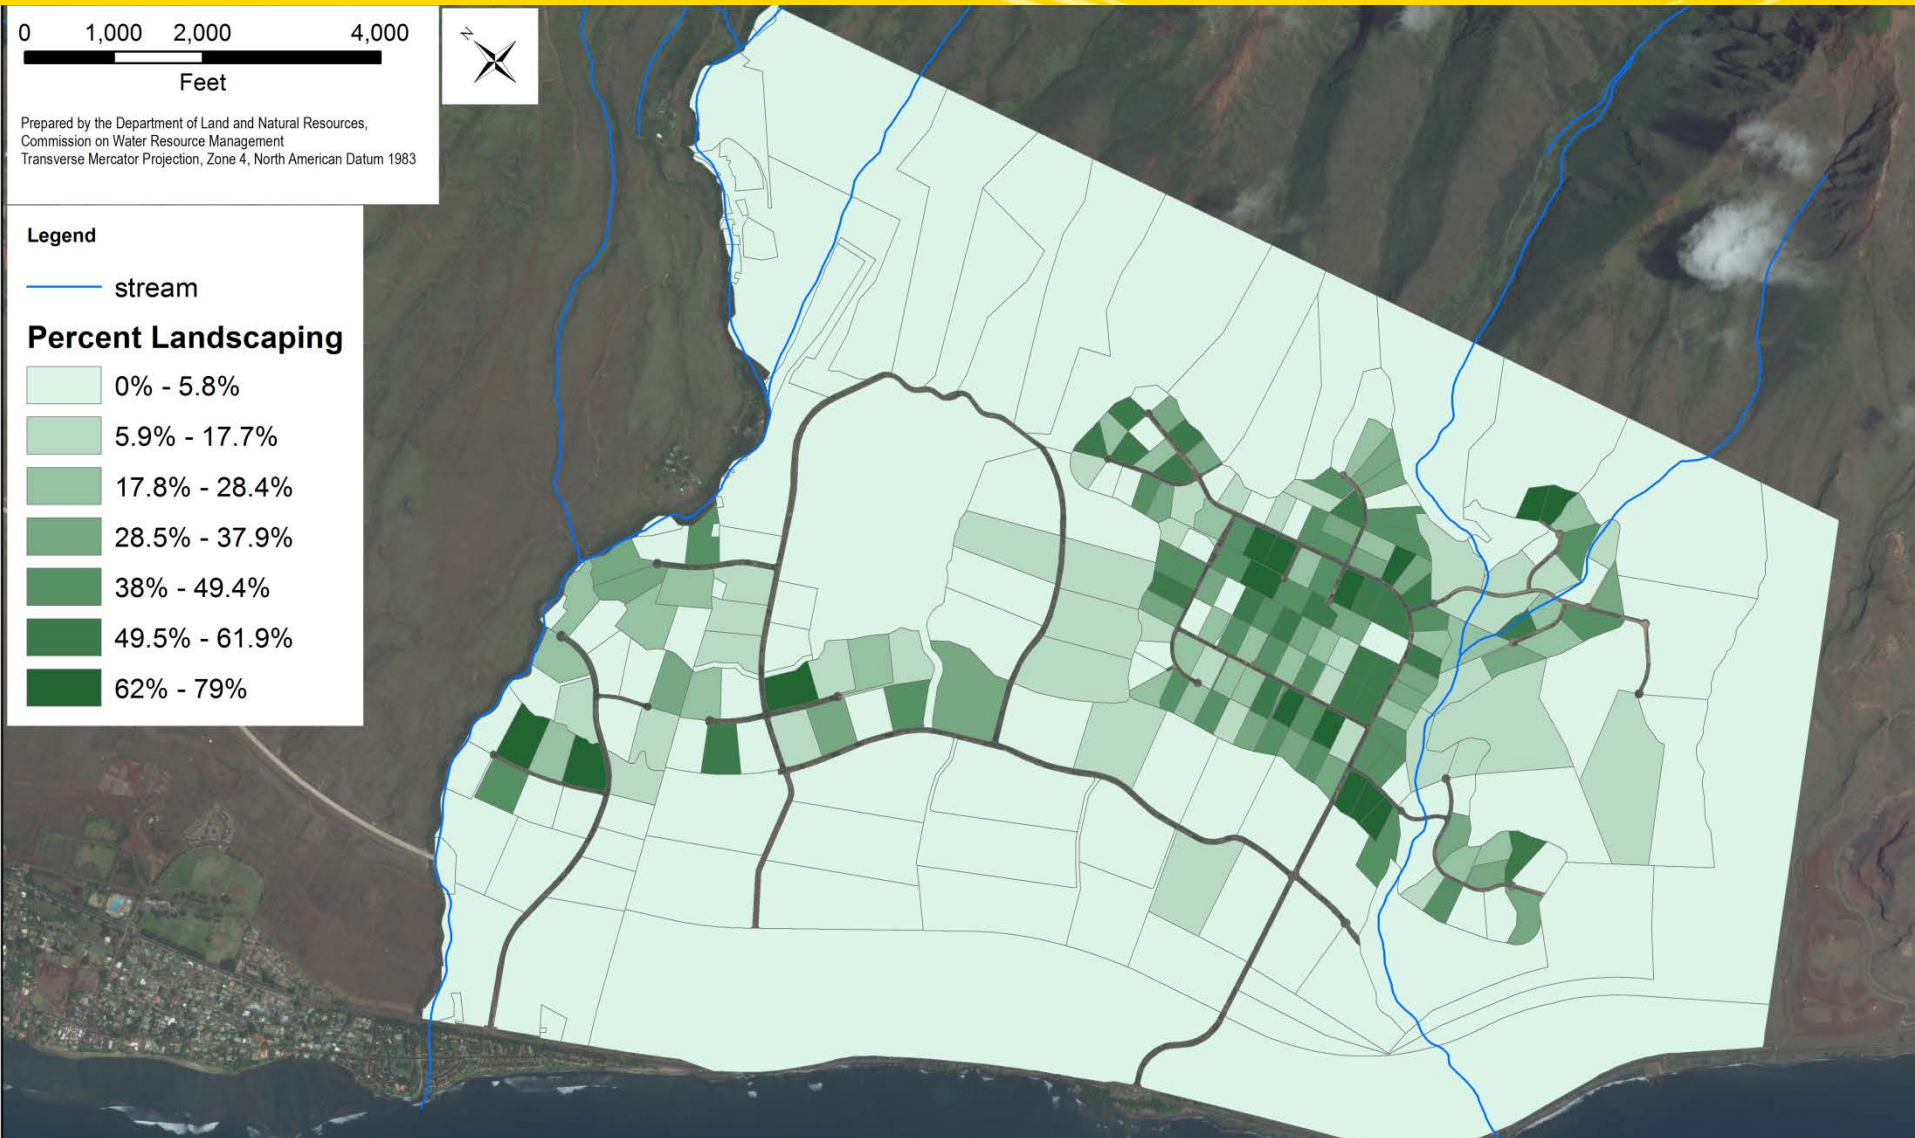 0 1,000 2,000 4,000
Feet
Prepared by the Department of Land and Natural Resources,
Commission on Water Resource Management
Transverse Mercator Projection, Zone 4, North American Datum 1983
N
Legend
stream
Percent Landscaping
0% - 5.8%
5.9% - 17.7%
17.8% - 28.4%
28.5% - 37.9%
38% - 49.4%
49.5% - 61.9%
62% - 79%